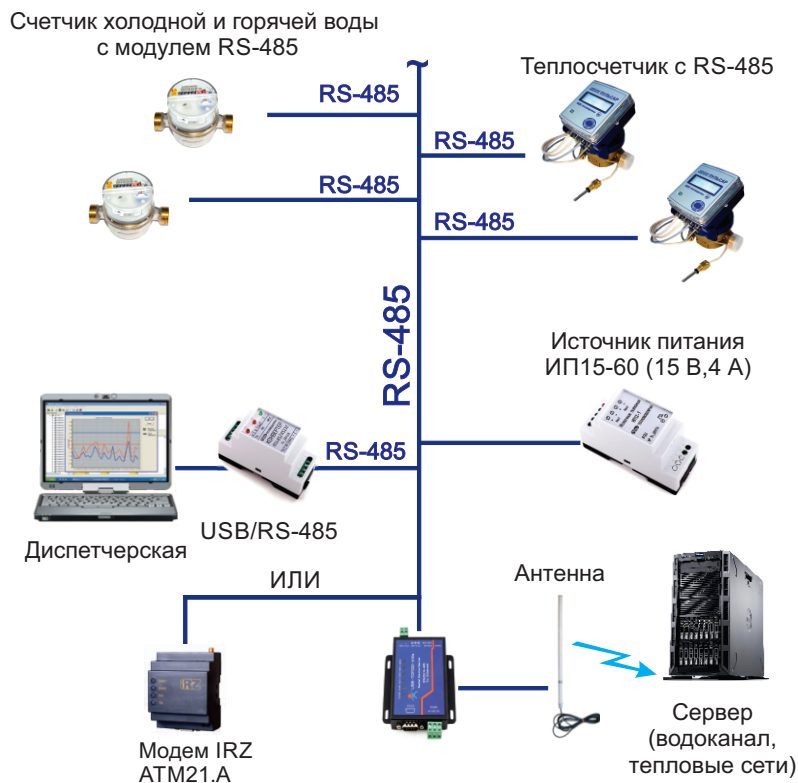 Счетчик холодной и горячей воды
с модулем RS-485
Теплосчетчик с RS-485
RS-485
RS-485
RS-485
RS-485
RS-485
Источник питания
ИП15-60 (15 В,4 А)
RS-485
USB/RS-485
Диспетчерская
ИЛИ
Антенна
IRZ
Модем IRZ
ATM21.A
Сервер
(водоканал,
тепловые сети)